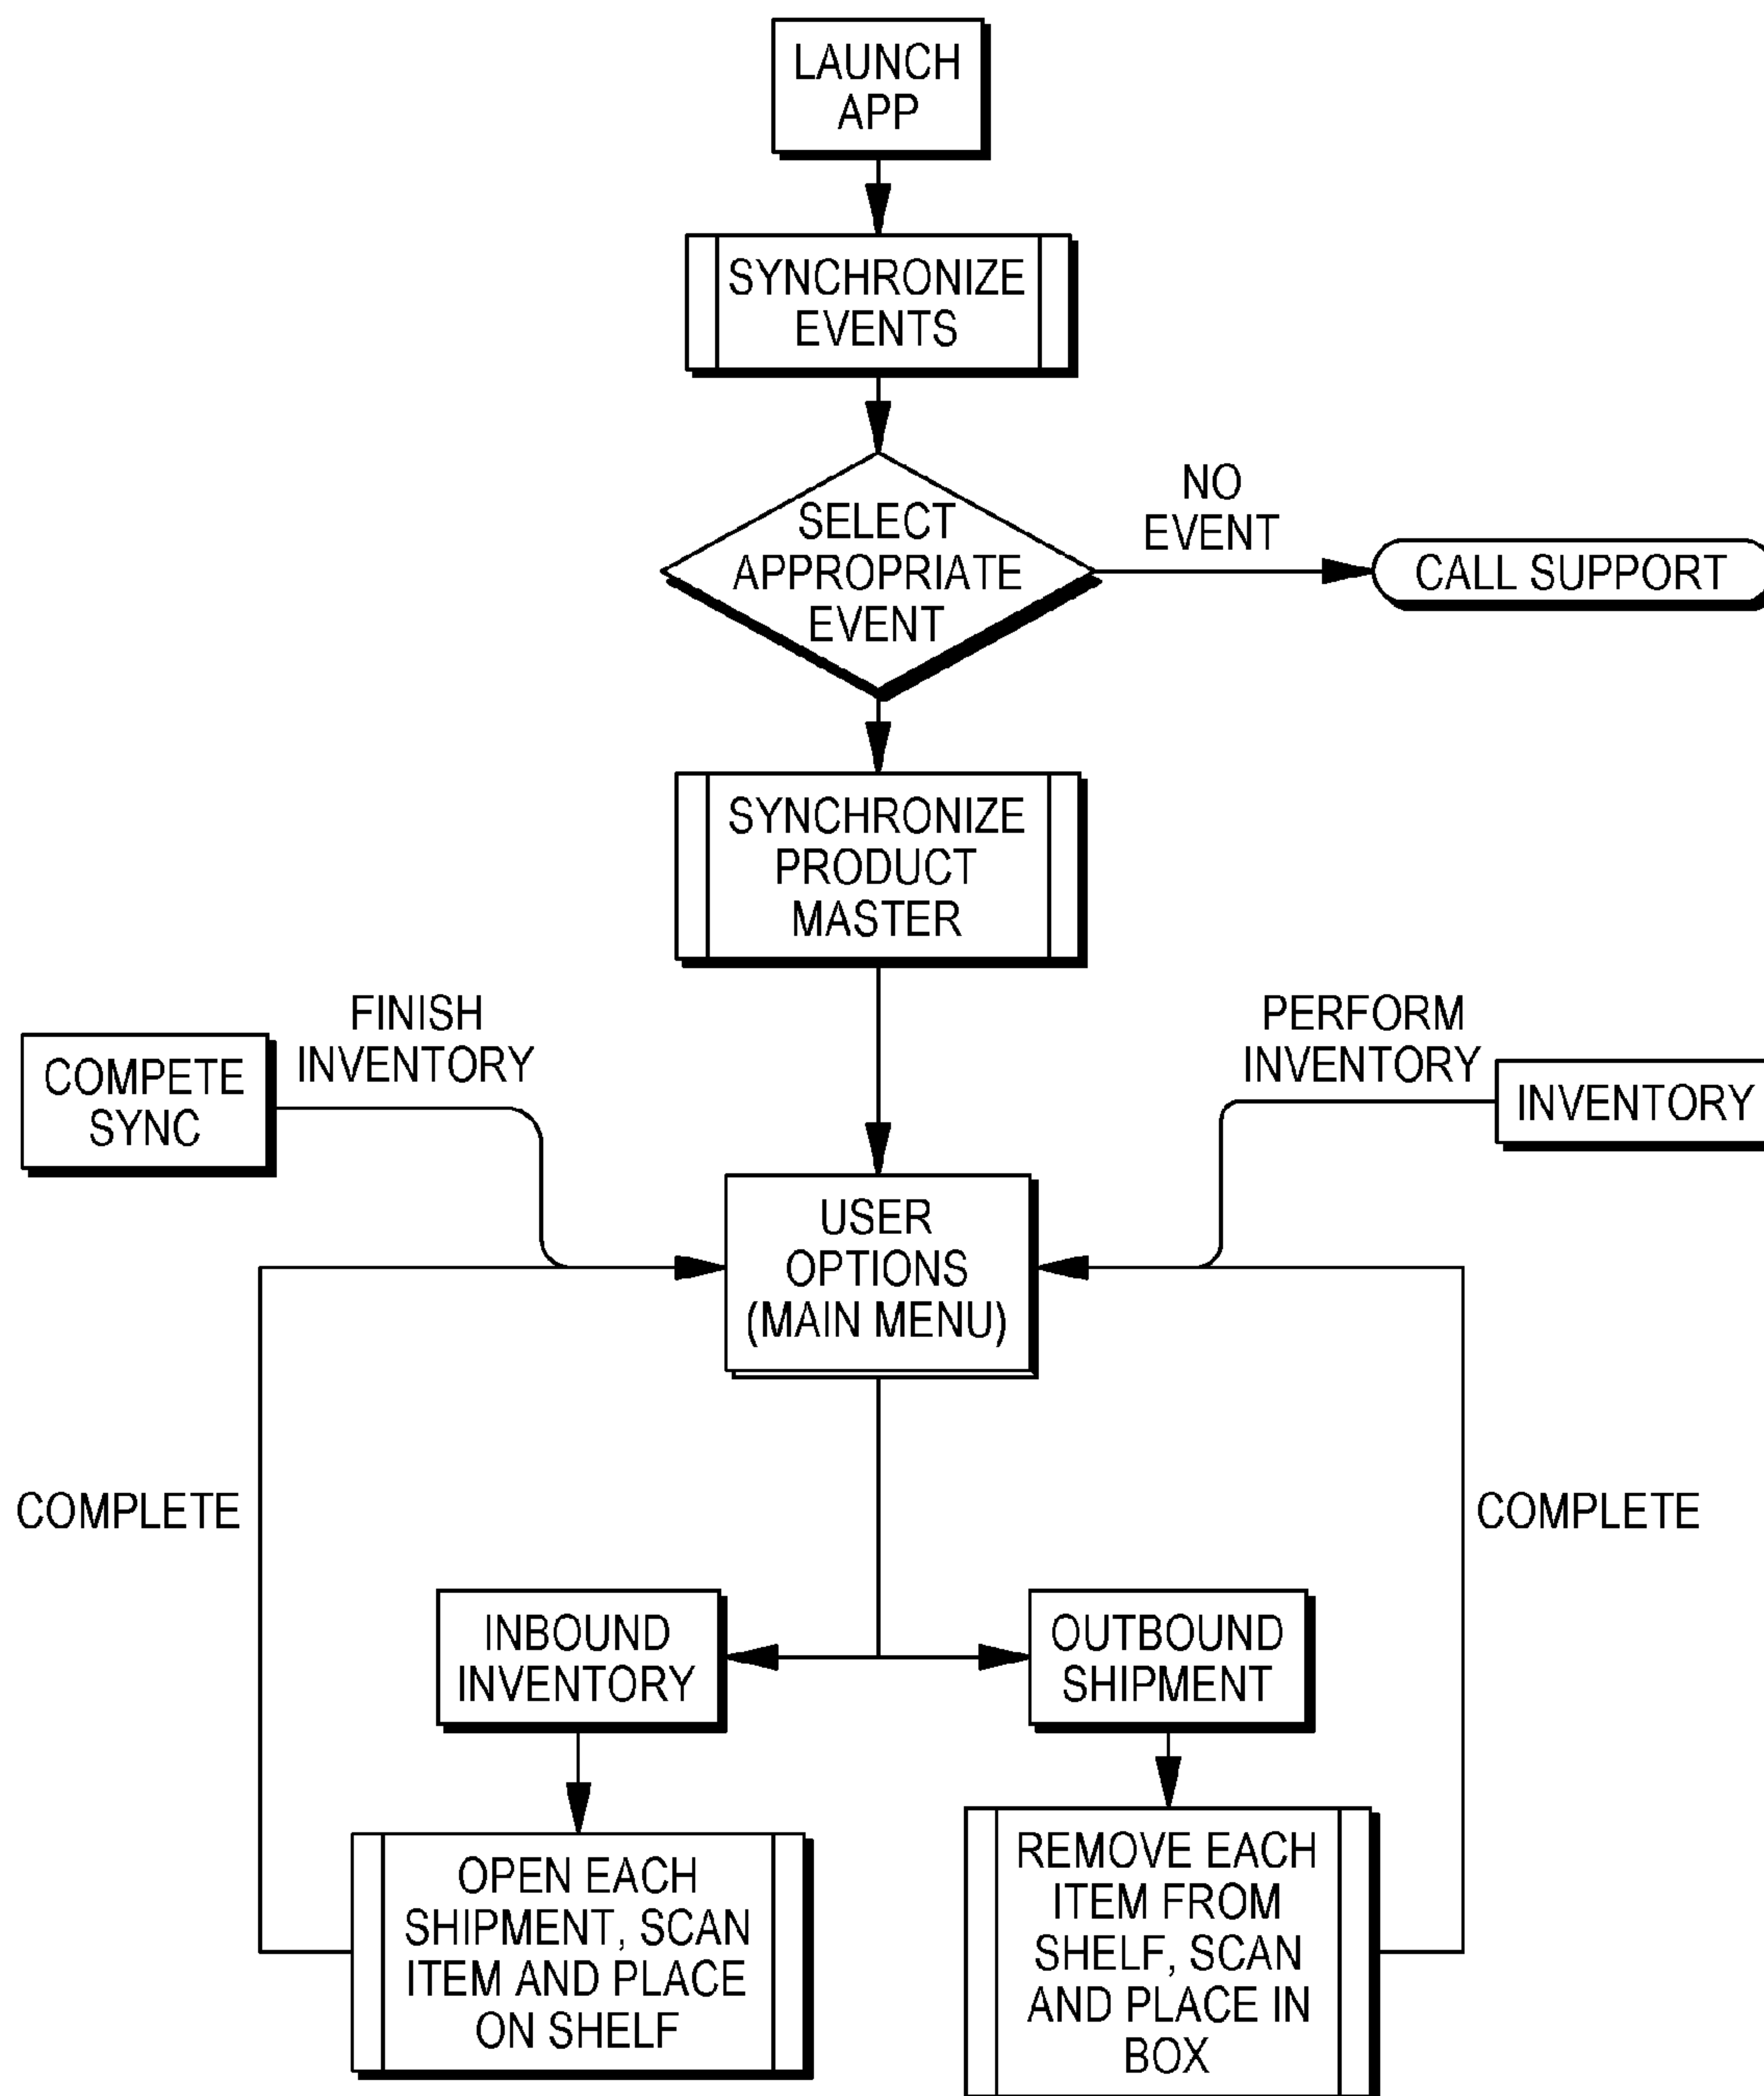 LAUNCH
APP
SYNCHRONIZE
EVENTS
SELECT
APPROPRIATE
EVENT
NO
EVENT
CALL SUPPORT
SYNCHRONIZE
PRODUCT
MASTER
FINISH
INVENTORY
COMPETE
SYNC
PERFORM
INVENTORY
INVENTORY
USER
OPTIONS
(MAIN MENU)
COMPLETE
COMPLETE
INBOUND
INVENTORY
OUTBOUND
SHIPMENT
OPEN EACH
SHIPMENT, SCAN
ITEM AND PLACE
ON SHELF
REMOVE EACH
ITEM FROM
SHELF, SCAN
AND PLACE IN
BOX